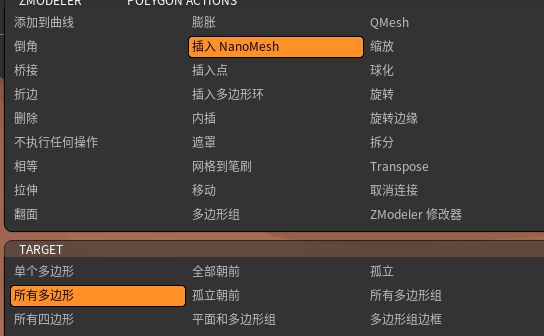 ZMODELER POLYGON ACTIONS
添加到曲线 膨胀 QMesh
倒角 插入 NanoMesh 缩放
桥接 插入点 球化
折边 插入多边形环 旋转
删除 内插 旋转边缘
不执行任何操作 遮罩 拆分
相等 网格到笔刷 Transpose
拉伸 移动 取消连接
翻面 多边形组 ZModeler 修改器
TARGET
单个多边形 全部朝前 孤立
所有多边形 孤立朝前 所有多边形组
所有四边形 平面和多边形组 多边形组边框